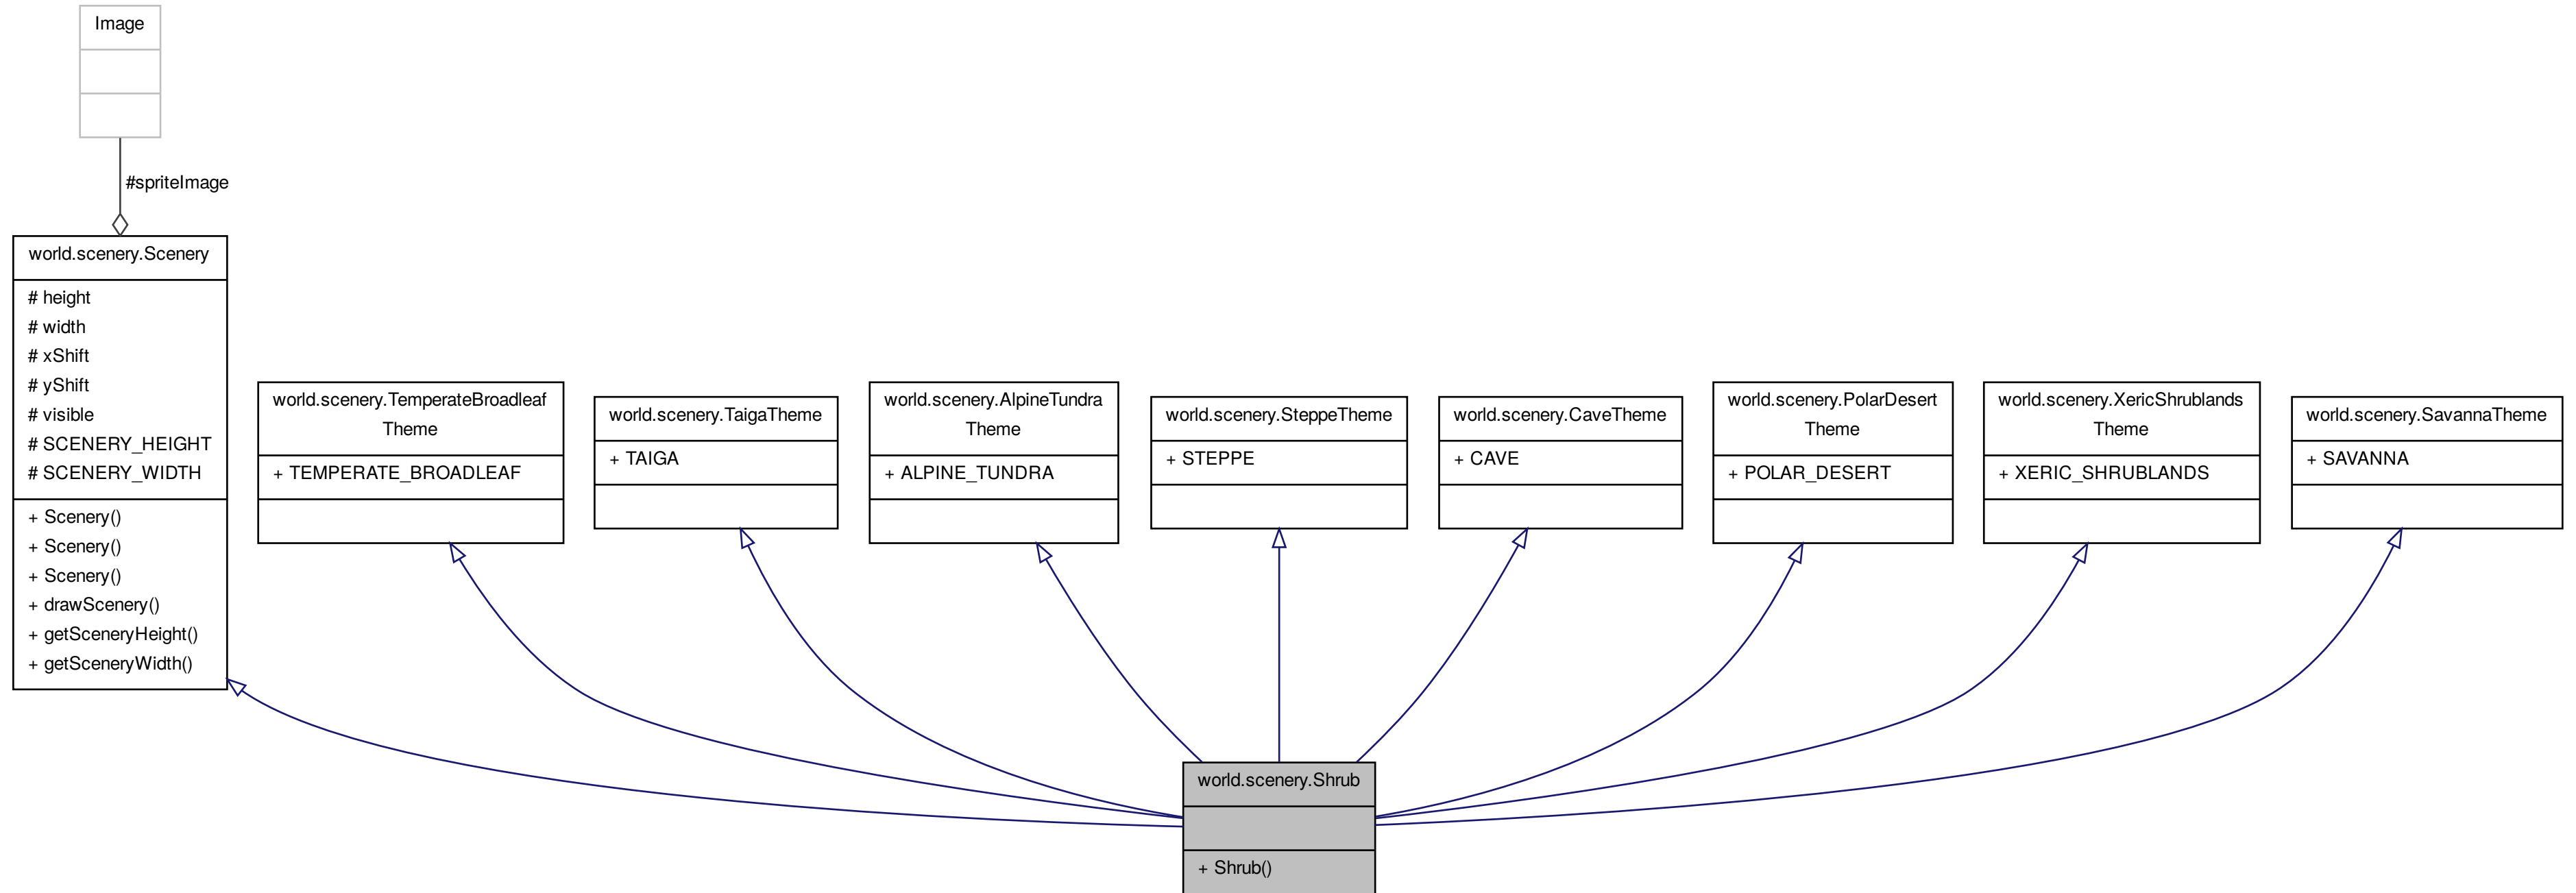 Image
#spriteImage
world.scenery.Scenery
# height
# width
# xShift
# yShift
# visible
# SCENERY_HEIGHT
# SCENERY_WIDTH
+ Scenery()
+ Scenery()
+ Scenery()
+ drawScenery()
+ getSceneryHeight()
+ getSceneryWidth()
world.scenery.TemperateBroadleaf
Theme
+ TEMPERATE_BROADLEAF
world.scenery.TaigaTheme
+ TAIGA
world.scenery.AlpineTundra
Theme
+ ALPINE_TUNDRA
world.scenery.SteppeTheme
+ STEPPE
world.scenery.CaveTheme
+ CAVE
world.scenery.PolarDesert
Theme
+ POLAR_DESERT
world.scenery.XericShrublands
Theme
+ XERIC_SHRUBLANDS
world.scenery.SavannaTheme
+ SAVANNA
world.scenery.Shrub
+ Shrub()